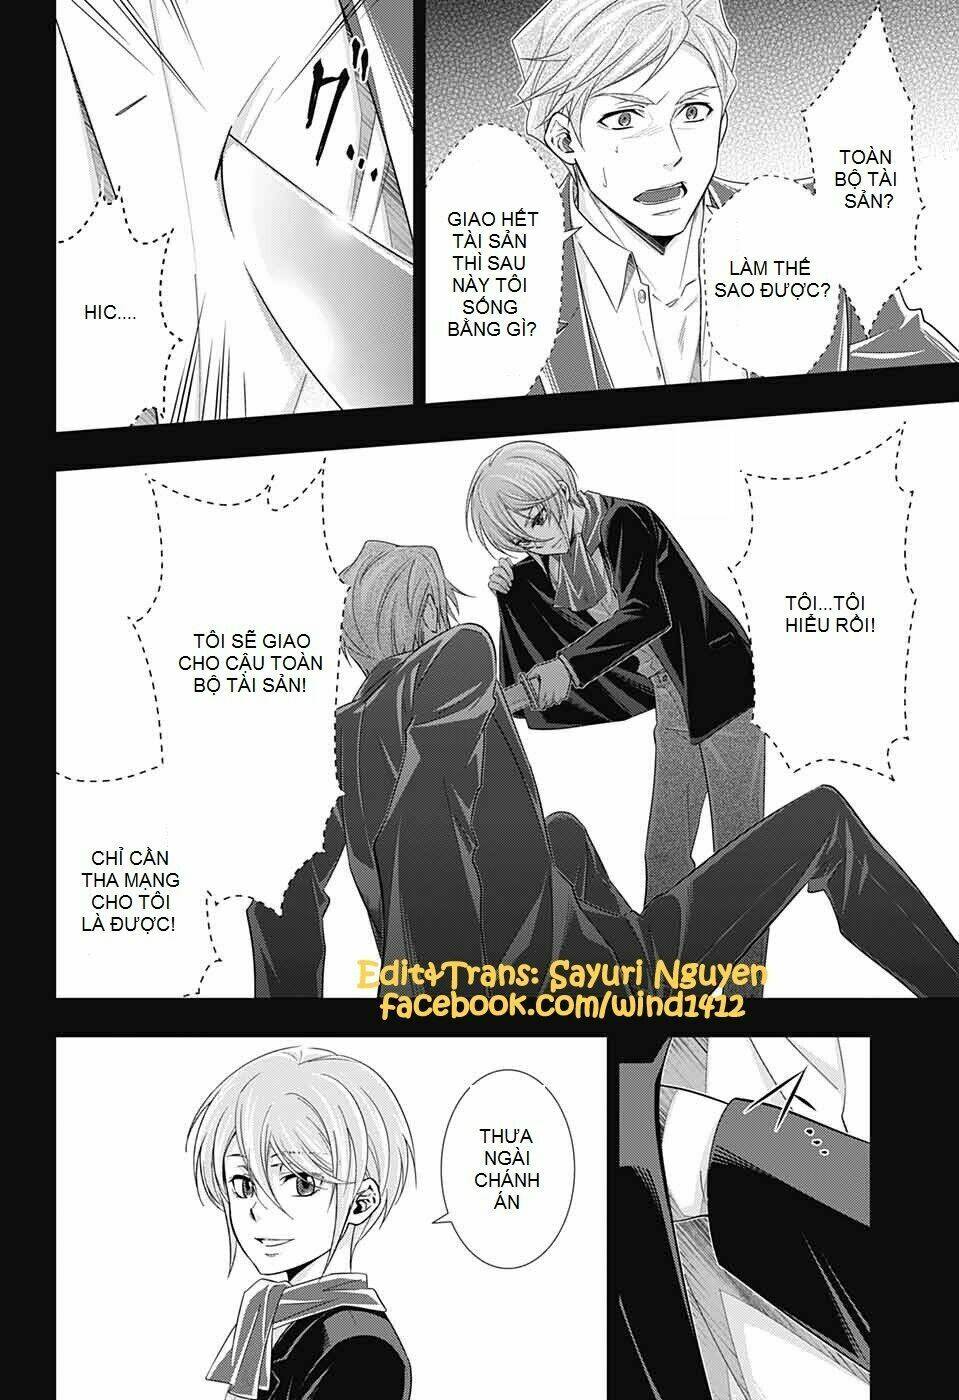 TOÀN
BỘ TÀI
SẢN?
LÀM THẾ
SAO ĐƯỢC?
GIAO HẾT
TÀI SẢN
THÌ SAU
NÀY TÔI
SỐNG
BẰNG GÌ?
HIC....
TÔI...TÔI
HIỂU RỒI!
TÔI SẼ GIAO
CHO CẬU TOÀN
BỘ TÀI SẢN!
CHỈ CẦN
THA MẠNG
CHO TÔI
LÀ ĐƯỢC!
Edit&Trans: Sayuri Nguyen
facebook.com/wind1412
THƯA
NGÀI
CHÁNH
ÁN